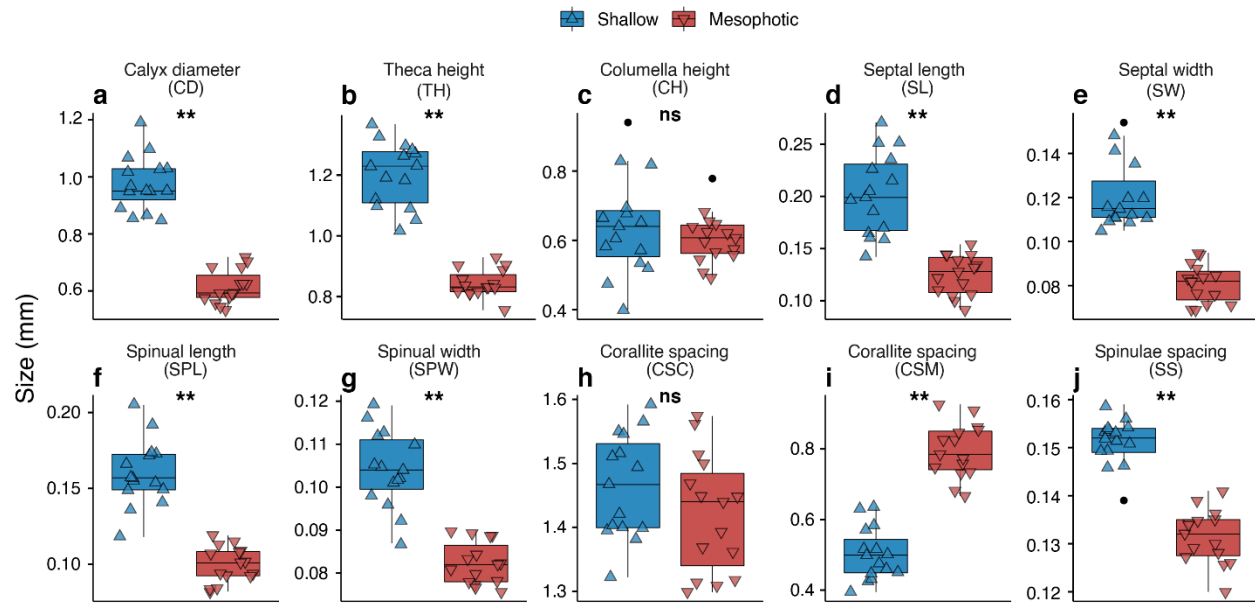 Shallow Mesophotic
Calyx diameter
(CD)
a
**
1.2
1.0
0.8
0.6
Theca height
(TH)
b
**
1.2
1.0
0.8
Columella height
(CH)
c
ns
0.8
0.6
0.4
Septal length
(SL)
d
**
0.25
0.20
0.15
0.10
Septal width
(SW)
e
**
0.14
0.12
0.10
0.08
Size (mm)
Spinual length
(SPL)
f
**
0.20
0.15
0.10
Spinual width
(SPW)
g
**
0.12
0.11
0.10
0.09
0.08
Corallite spacing
(CSC)
h
ns
1.6
1.5
1.4
1.3
Corallite spacing
(CSM)
i
**
0.8
0.6
0.4
Spinulae spacing
(SS)
j
**
0.16
0.15
0.14
0.13
0.12